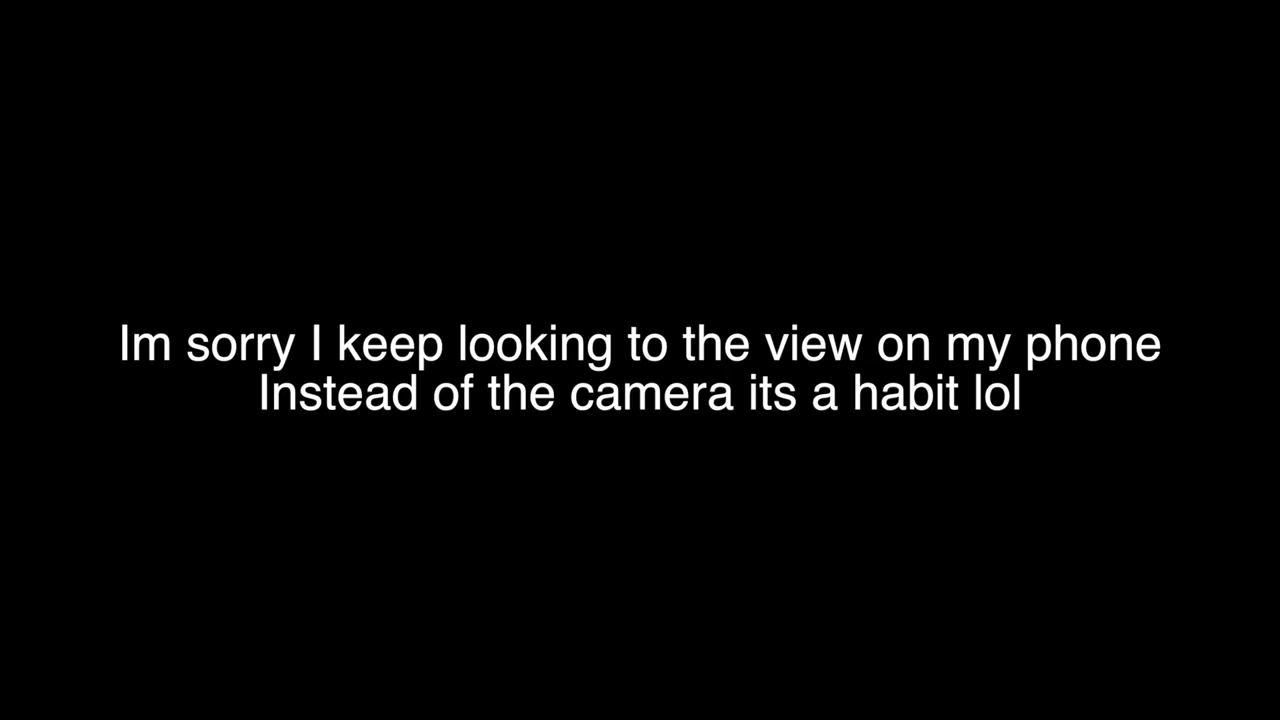 Im sorry I keep looking to the view on my phone
Instead of the camera its a habit lol